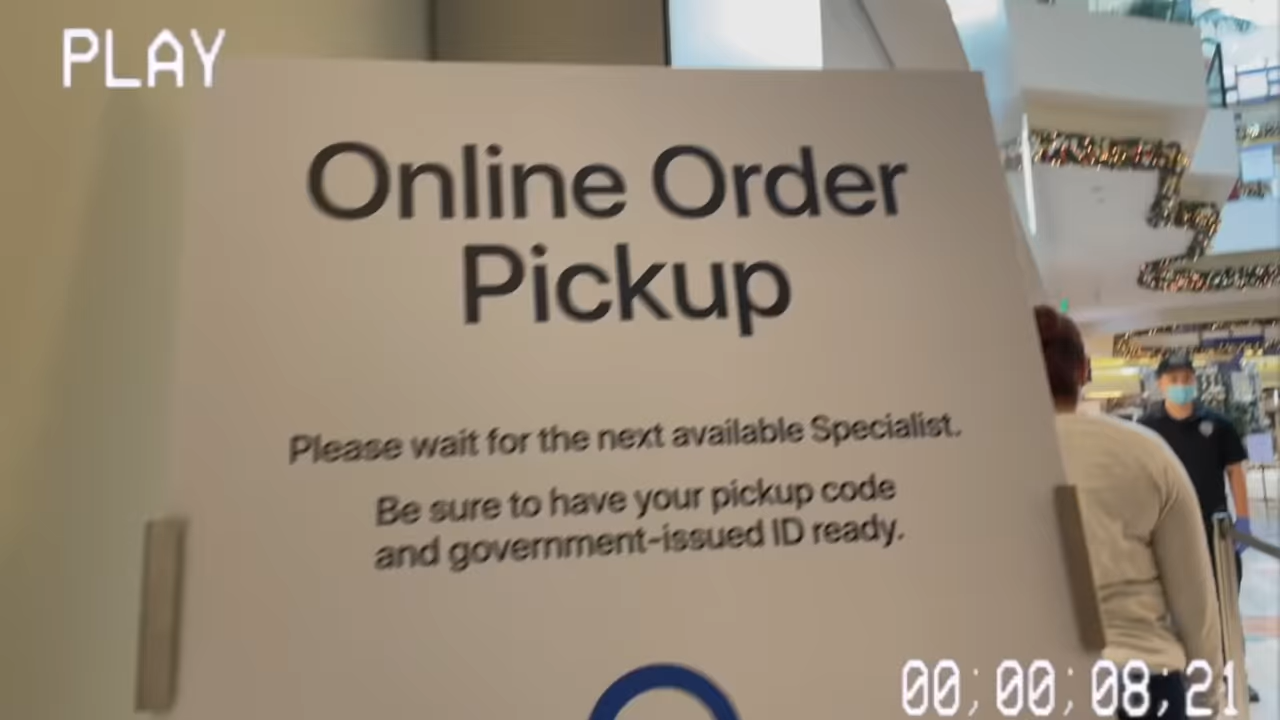 PLAY
Online Order
Pickup
Please wait for the next available Specialist.
Be sure to have your pickup code
and government-issued ID ready.
00;00;08;21